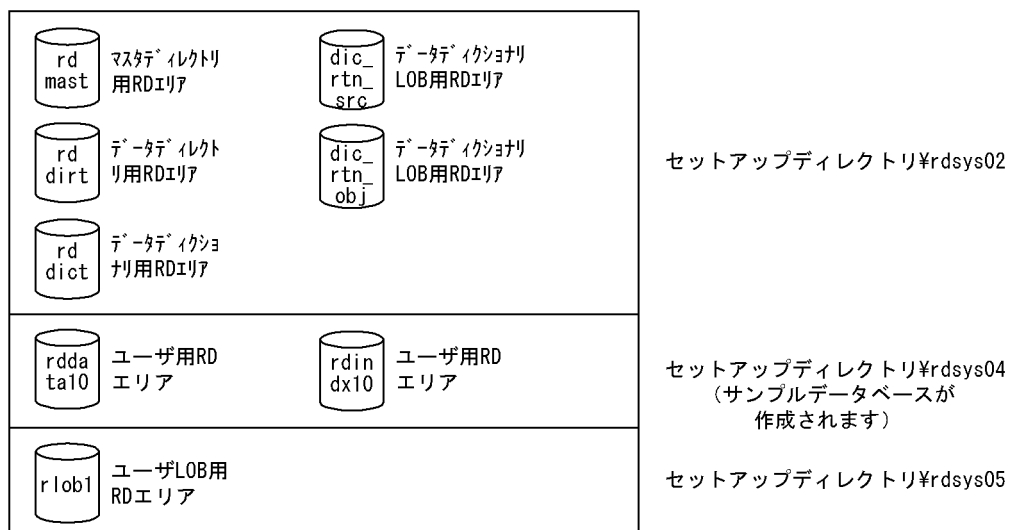 rd
mast
ﾏｽﾀﾃﾞｨﾚｸﾄﾘ
用RDｴﾘｱ
dic_
rtn_
src
ﾃﾞｰﾀﾃﾞｨｸｼｮﾅﾘ
LOB用RDｴﾘｱ
rd
dirt
ﾃﾞｰﾀﾃﾞｨﾚｸﾄ
ﾘ用RDｴﾘｱ
dic_
rtn_
obj
ﾃﾞｰﾀﾃﾞｨｸｼｮﾅﾘ
LOB用RDｴﾘｱ
セットアップディレクトリ¥rdsys02
rd
dict
ﾃﾞｰﾀﾃﾞｨｸｼｮ
ﾅﾘ用RDｴﾘｱ
rdda
ta10
ユーザ用RD
エリア
rdin
dx10
ユーザ用RD
エリア
セットアップディレクトリ¥rdsys04
（サンプルデータベースが
作成されます）
rlob1
ユーザLOB用
RDエリア
セットアップディレクトリ¥rdsys05